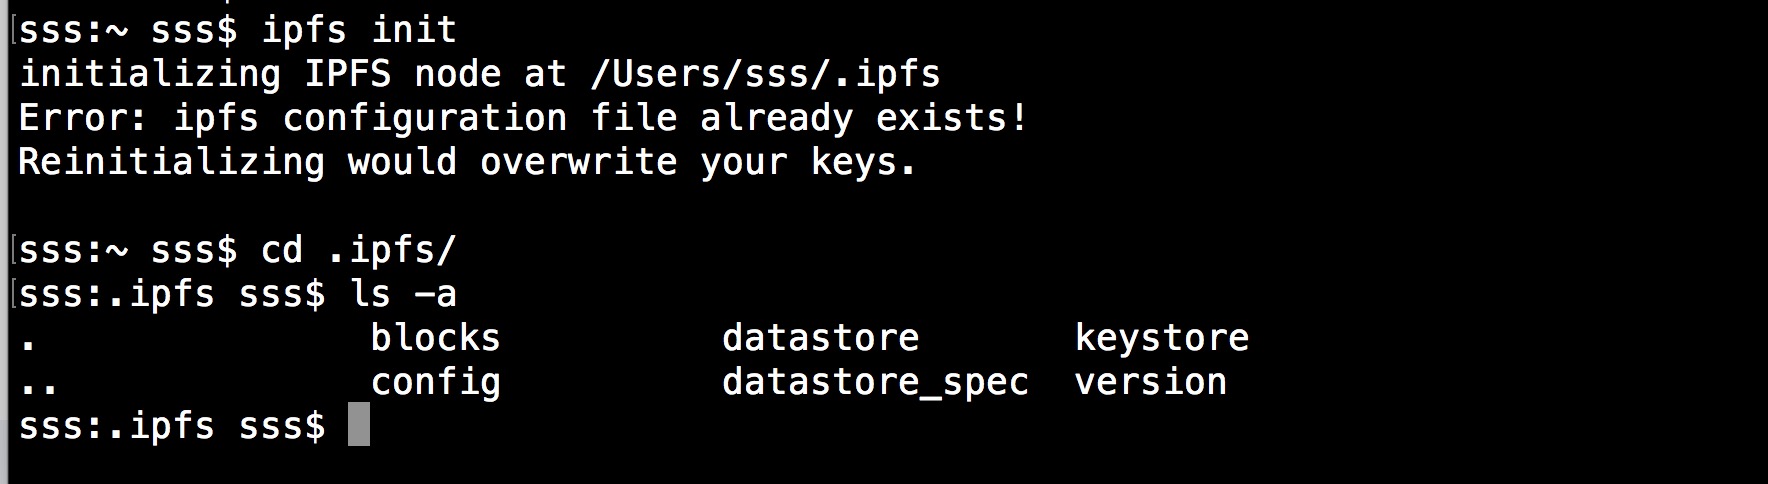 sss:~ sss$ ipfs init
initializing IPFS node at /Users/sss/.ipfs
Error: ipfs configuration file already exists!
Reinitializing would overwrite your keys.
sss:~ sss$ cd .ipfs/
sss:.ipfs sss$ ls -a
. blocks datastore keystore
.. config datastore_spec version
sss:.ipfs sss$